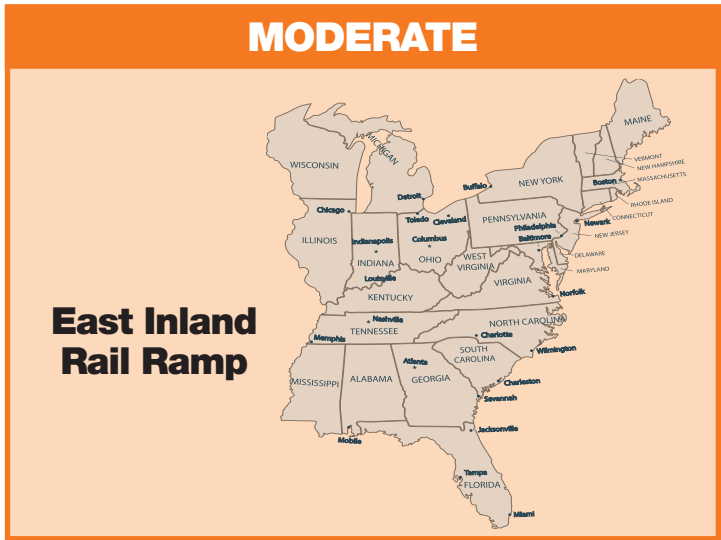 MODERATE
East Inland
Rail Ramp
MAINE
MICHIGAN
VERMONT
NEW HAMPSHIRE
WISCONSIN
MASSACHUSETTS
Boston
NEW YORK
Buffalo
Detroit
RHODE ISLAND
Chicago
CONNECTICUT
Toledo
Cleveland
PENNSYLVANIA
Newark
Philadelphia
NEW JERSEY
Baltimore
ILLINOIS
Indianapolis
Columbus
DELAWARE
WEST
VIRGINIA
OHIO
INDIANA
MARYLAND
Louisville
VIRGINIA
Norfolk
KENTUCKY
Nashville
NORTH CAROLINA
TENNESSEE
Charlotte
Memphis
Wilmington
SOUTH
CAROLINA
Atlanta
MISSISSIPPI
ALABAMA
GEORGIA
Charleston
Savannah
Jacksonville
Mobile
Tampa
FLORIDA
Miami